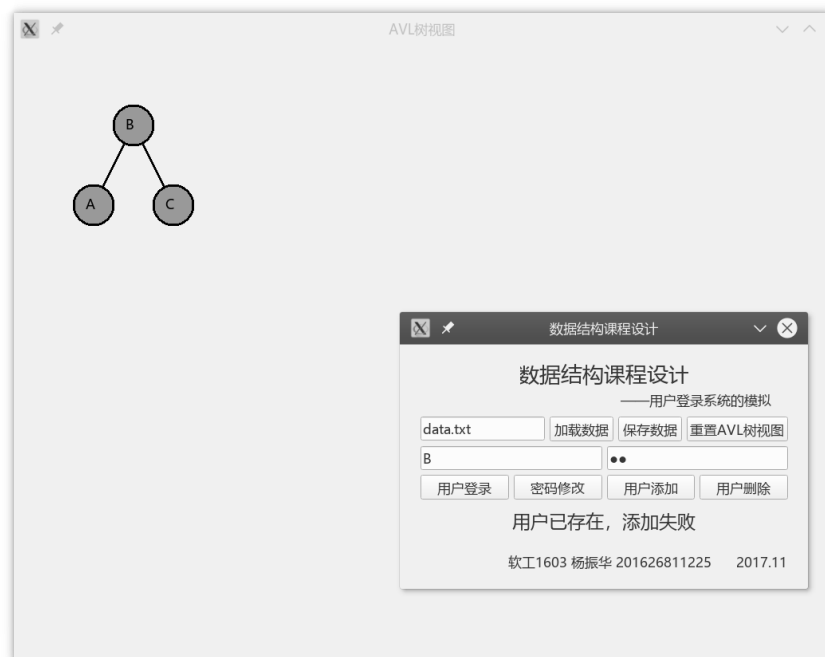 AVL树视图
B
A C
数据结构课程设计
数据结构课程设计
——用户登录系统的模拟
data.txt 加载数据 保存数据 重置AVL树视图
B ●●
用户登录 密码修改 用户添加 用户删除
用户已存在，添加失败
软工1603 杨振华 201626811225 2017.11